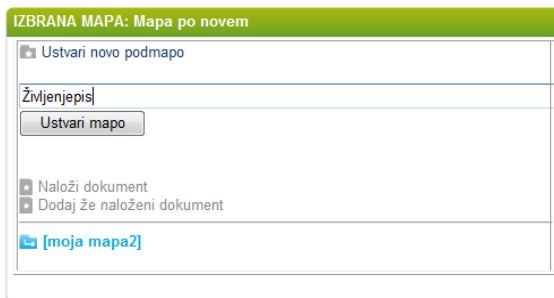 IZBRANA MAPA: Mapa po novem
Ustvari novo podmapo
Življenjepis
Ustvari mapo
Naloži dokument
Dodaj že naloženi dokument
[moja mapa2]